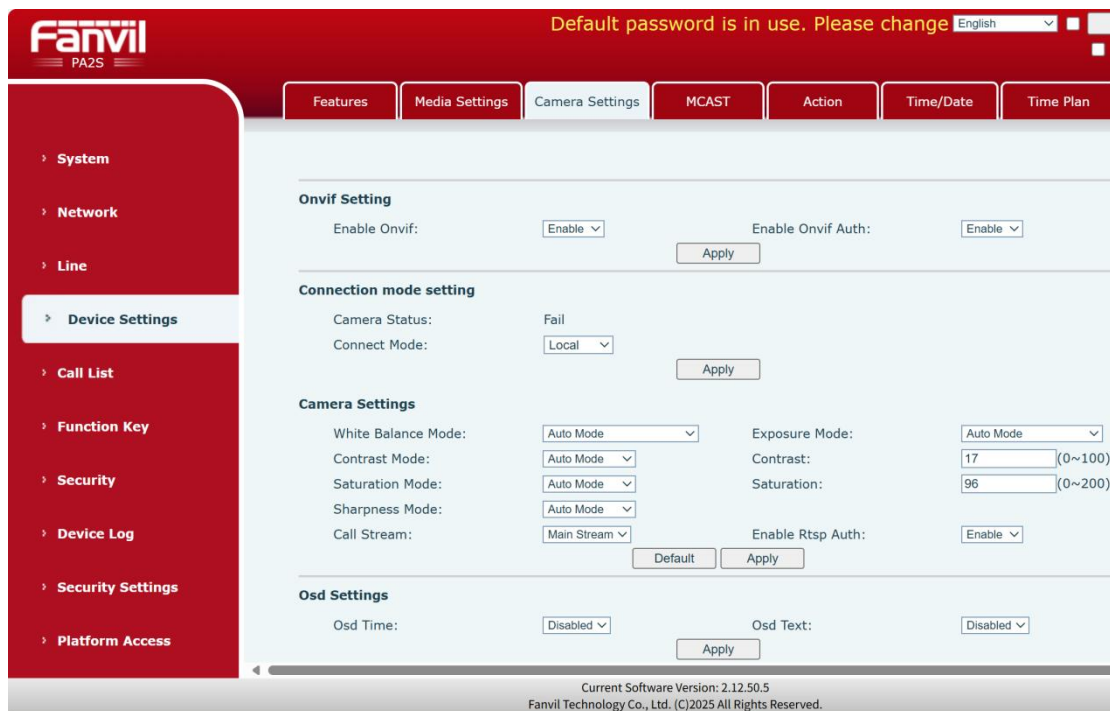 Fanvil
PA2S
Default password is in use. Please change English
Features Media Settings Camera Settings MCAST Action Time/Date Time Plan
System
Network
Line
Device Settings
Call List
Function Key
Security
Device Log
Security Settings
Platform Access
Onvif Setting
Enable Onvif: Enable Enable Onvif Auth: Enable
Apply
Connection mode setting
Camera Status: Fail
Connect Mode: Local
Apply
Camera Settings
White Balance Mode: Auto Mode Exposure Mode: Auto Mode
Contrast Mode: Auto Mode Contrast: 17 (0~100)
Saturation Mode: Auto Mode Saturation: 96 (0~200)
Sharpness Mode: Auto Mode
Call Stream: Main Stream Enable Rtsp Auth: Enable
Default Apply
Osd Settings
Osd Time: Disabled Osd Text: Disabled
Apply
Current Software Version: 2.12.50.5
Fanvil Technology Co., Ltd. (C)2025 All Rights Reserved.